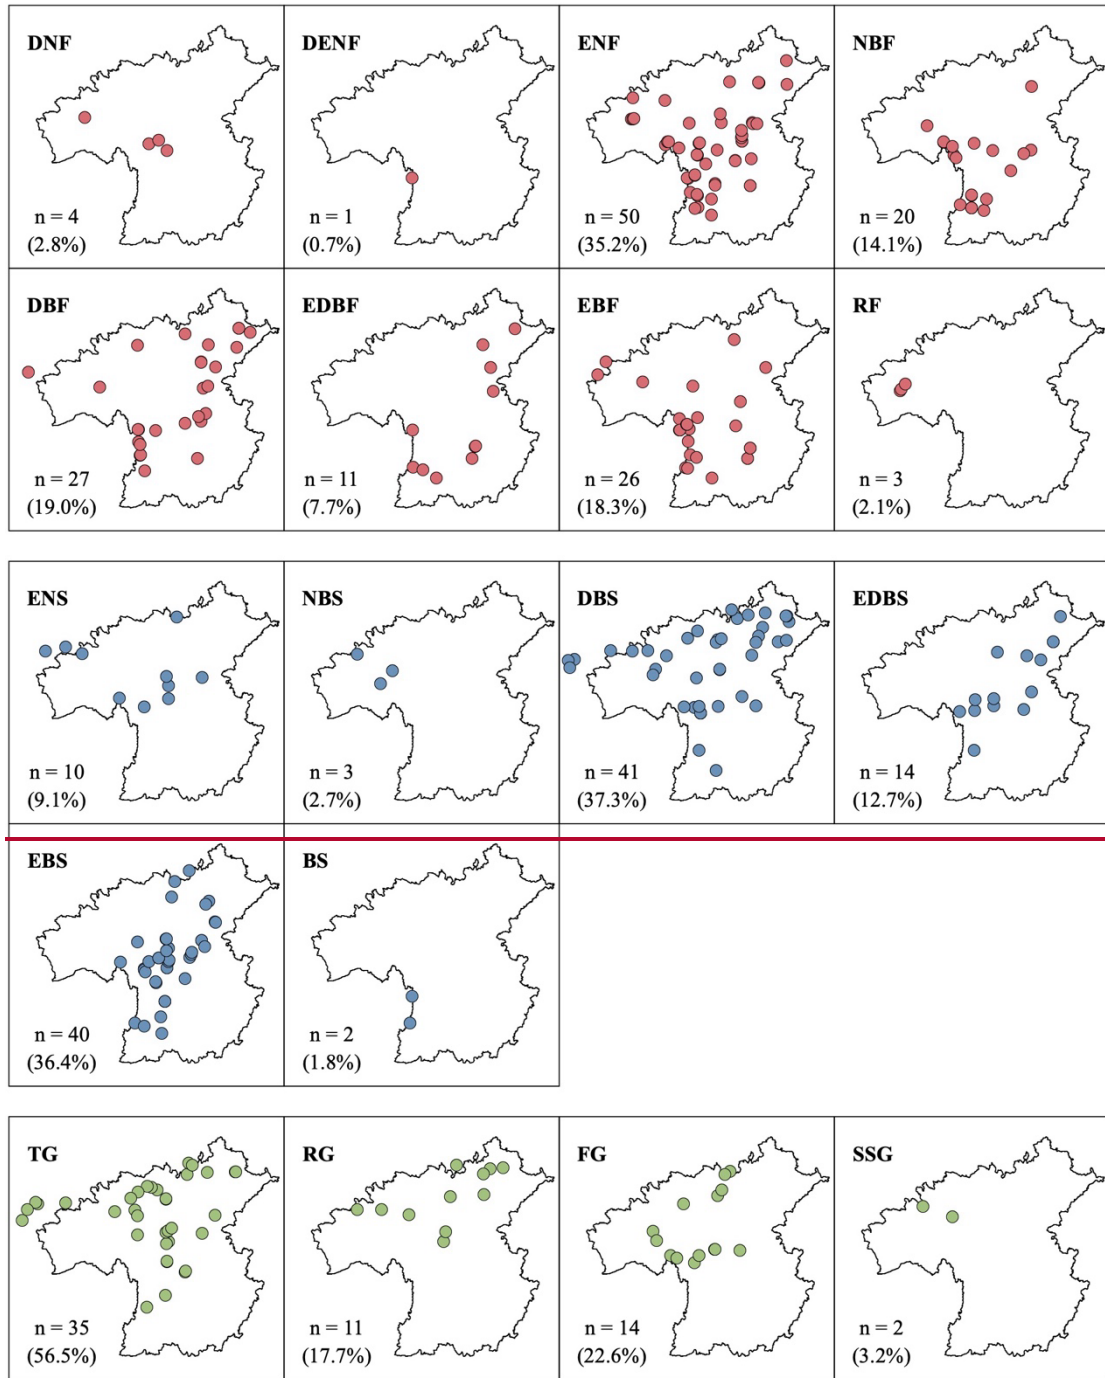 DNF
n = 4
(2.8%)
DENF
n = 1
(0.7%)
ENF
n = 50
(35.2%)
NBF
n = 20
(14.1%)
DBF
n = 27
(19.0%)
EDBF
n = 11
(7.7%)
EBF
n = 26
(18.3%)
RF
n = 3
(2.1%)
ENS
n = 10
(9.1%)
NBS
n = 3
(2.7%)
DBS
n = 41
(37.3%)
EDBS
n = 14
(12.7%)
EBS
n = 40
(36.4%)
BS
n = 2
(1.8%)
TG
n = 35
(56.5%)
RG
n = 11
(17.7%)
FG
n = 14
(22.6%)
SSG
n = 2
(3.2%)